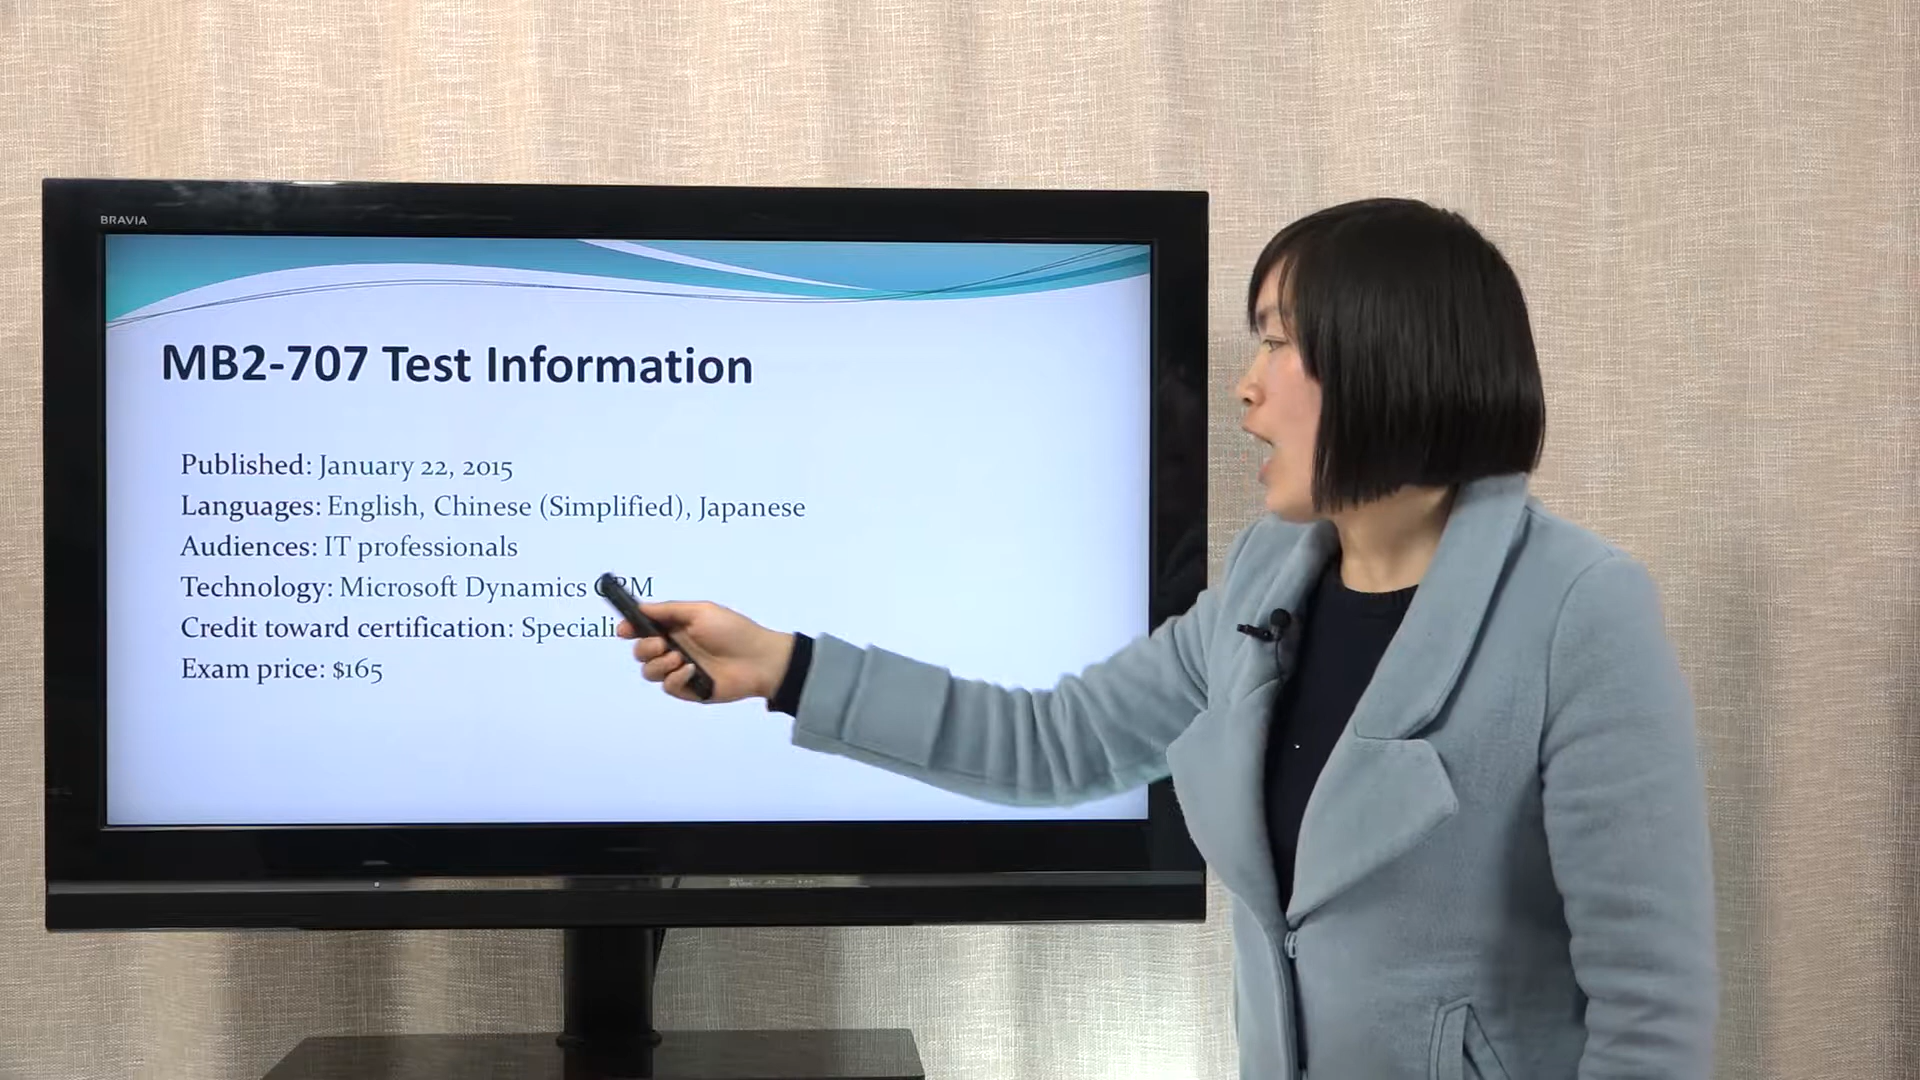 BRAVIA
MB2-707 Test Information
Published: January 22, 2015
Languages: English, Chinese (Simplified), Japanese
Audiences: IT professionals
Technology: Microsoft Dynamics CRM
Credit toward certification:
Exam price: $165